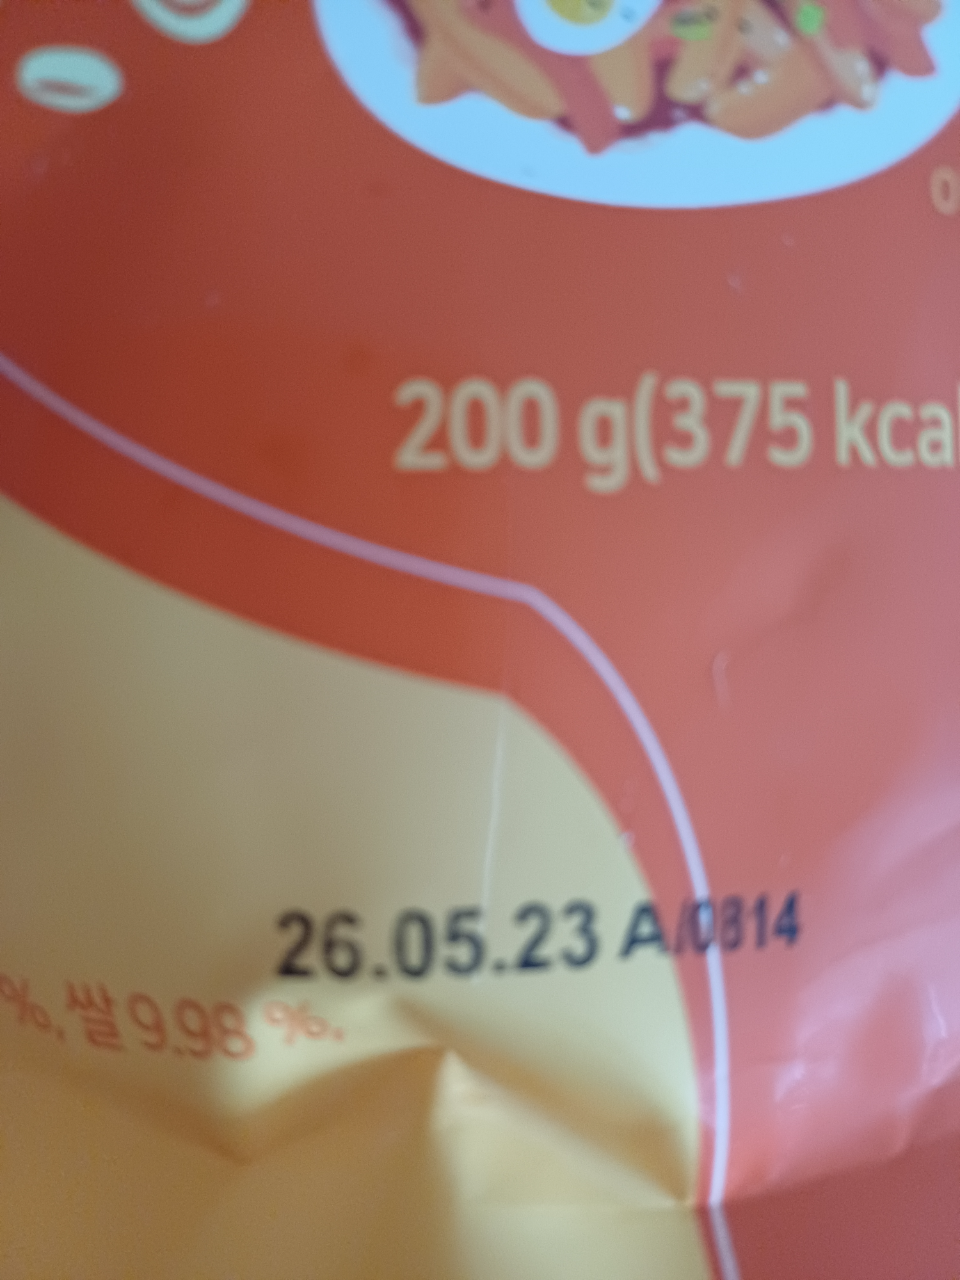 200 g(375 kcal
26.05.23 A/0814
%, 쌀 9.98 %.